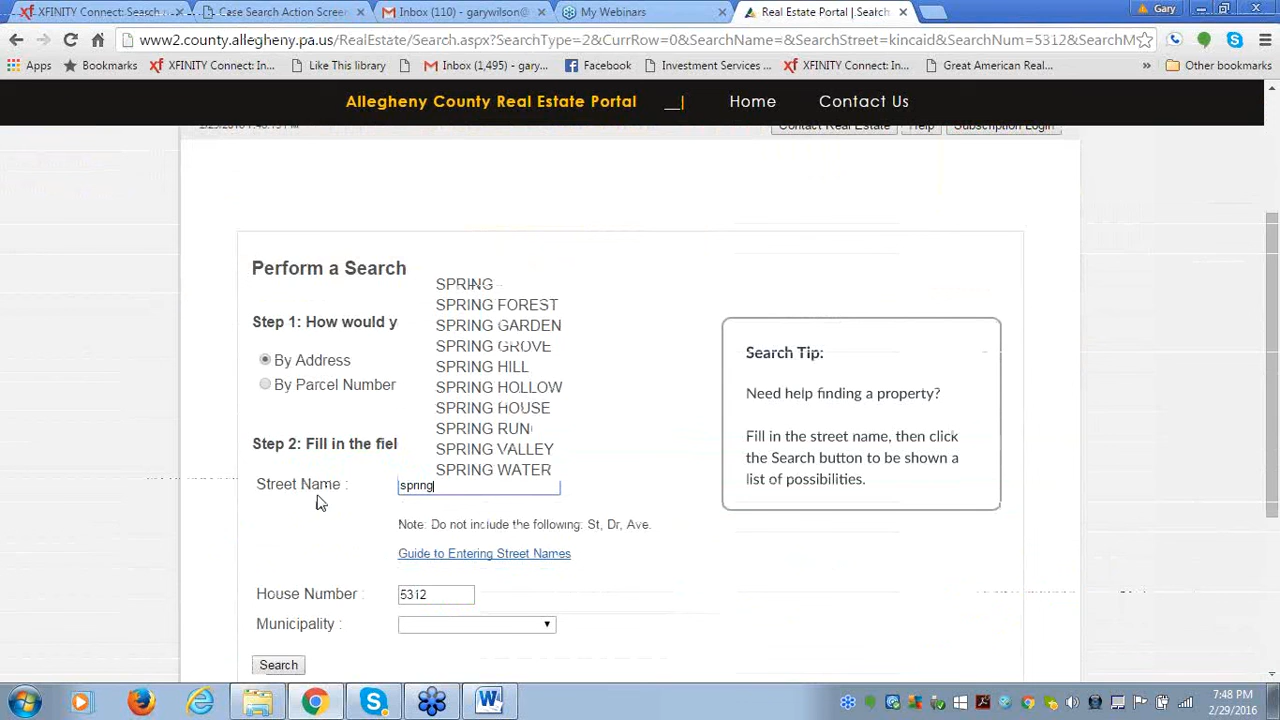 XFINITY Connect: Search
Case Search Action Screen
Inbox (110) - garywilson@
My Webinars
Real Estate Portal | Search
Gary
www2.county.allegheny.pa.us/RealEstate/Search.aspx?SearchType=2&CurrRow=0&SearchName=&SearchStreet=kincaid&SearchNum=5312&SearchM
Apps
Bookmarks
XFINITY Connect: In...
Like This library
Inbox (1,495) - gary...
Facebook
Investment Services ...
XFINITY Connect: In...
Great American Real...
»
Other bookmarks
Allegheny County Real Estate Portal
__|
Home
Contact Us
Contact Real Estate
Help
Subscription Login
Perform a Search
SPRING
SPRING FOREST
SPRING GARDEN
SPRING GROVE
SPRING HILL
SPRING HOLLOW
SPRING HOUSE
SPRING RUN
SPRING VALLEY
SPRING WATER
Step 1: How would y
By Address
By Parcel Number
Step 2: Fill in the fiel
Street Name :
spring
Note: Do not include the following: St, Dr, Ave.
Guide to Entering Street Names
House Number :
5312
Municipality :
Search
Search Tip:
Need help finding a property?
Fill in the street name, then click
the Search button to be shown a
list of possibilities.
7:48 PM
2/29/2016